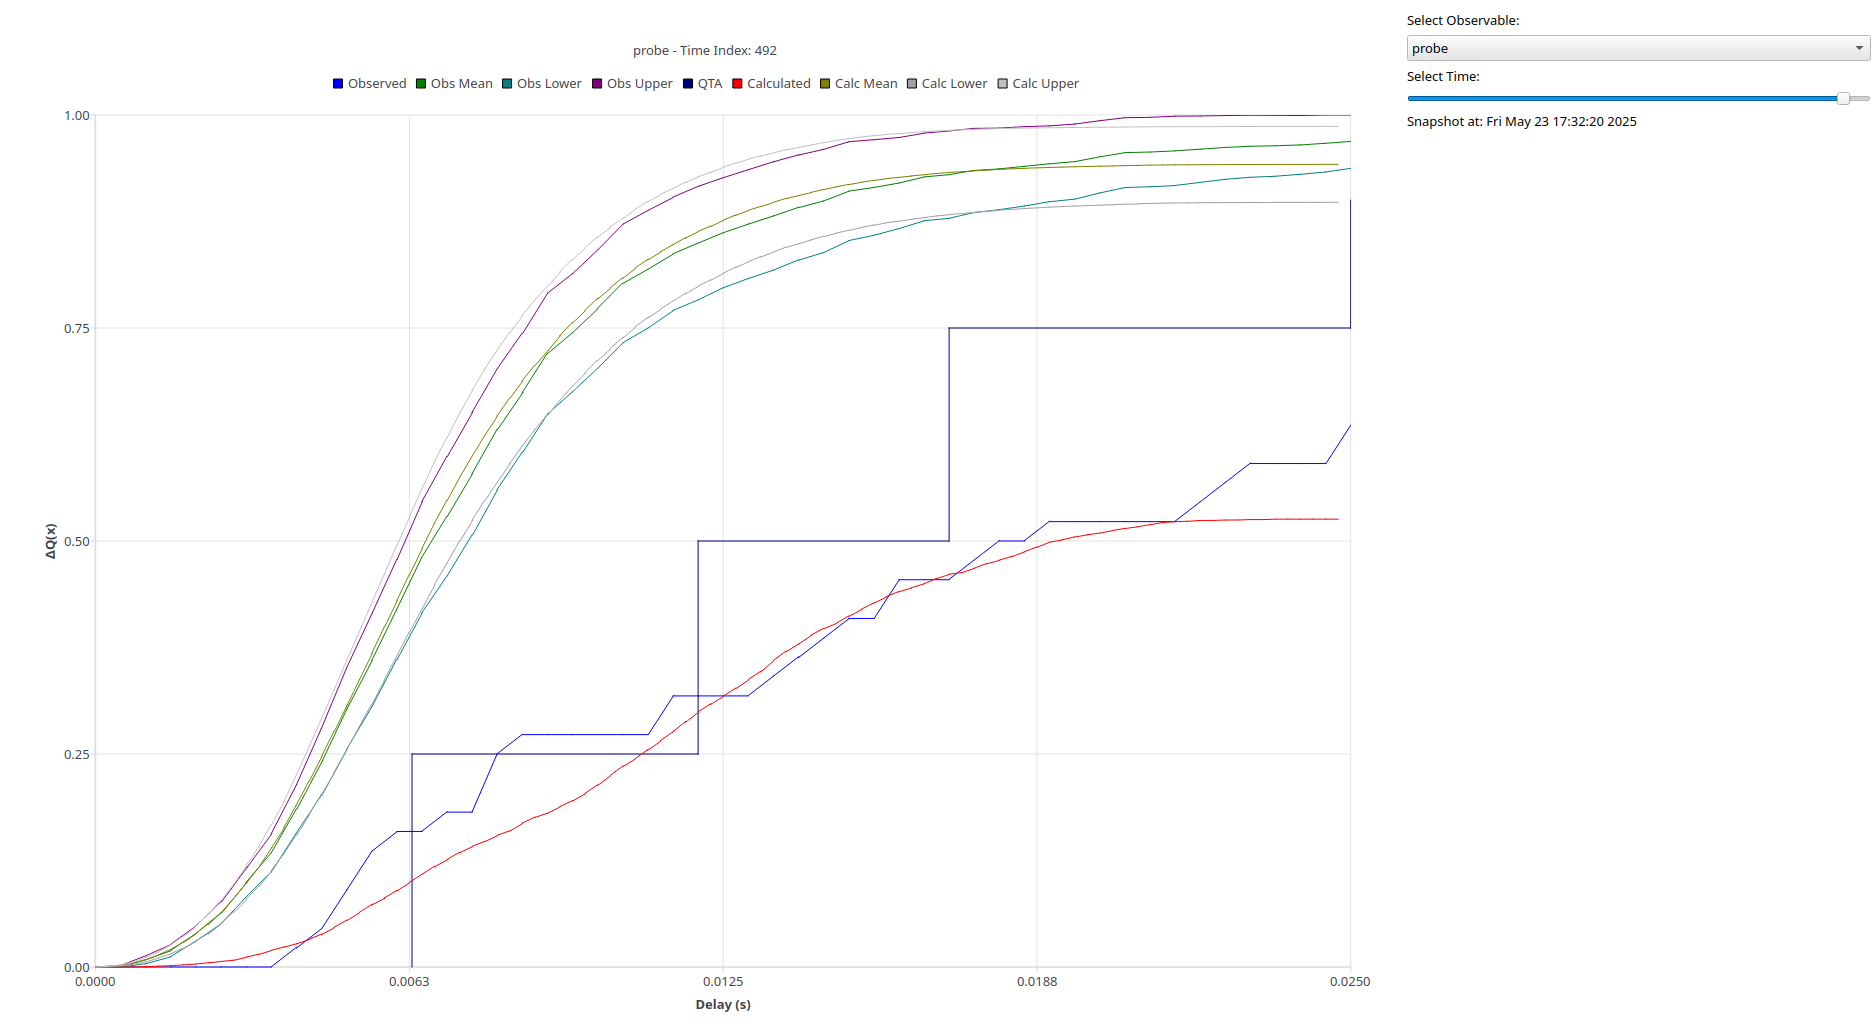 probe - Time Index: 492
Observed Obs Mean Obs Lower Obs Upper QTA Calculated Calc Mean Calc Lower Calc Upper
1.00
0.75
0.50
0.25
0.00
ΔQ(x)
0.0000 0.0063 0.0125 0.0188 0.0250
Delay (s)
Select Observable:
probe
Select Time:
Snapshot at: Fri May 23 17:32:20 2025